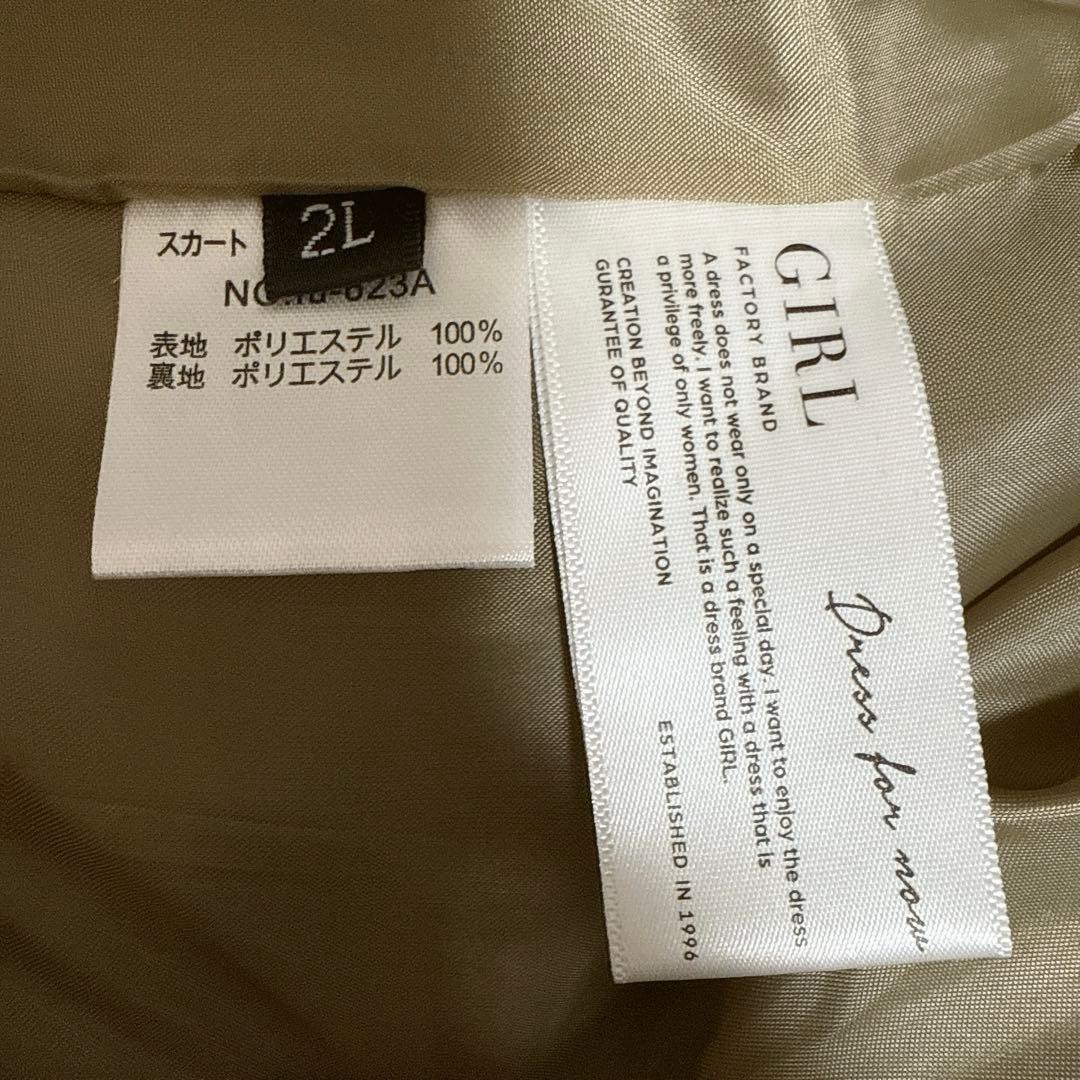 スカート
2L
表地 ポリエステル 100%
裏地 ポリエステル 100%
GIRL
Dress for now
FACTORY BRAND
A dress does not wear only on a special day. I want to enjoy the dress
more freely. I want to realize such a feeling with a dress that is
a privilege of only women. That is a dress brand GIRL.
CREATION BEYOND IMAGINATION
GURANTEE OF QUALITY
ESTABLISHED IN 1996